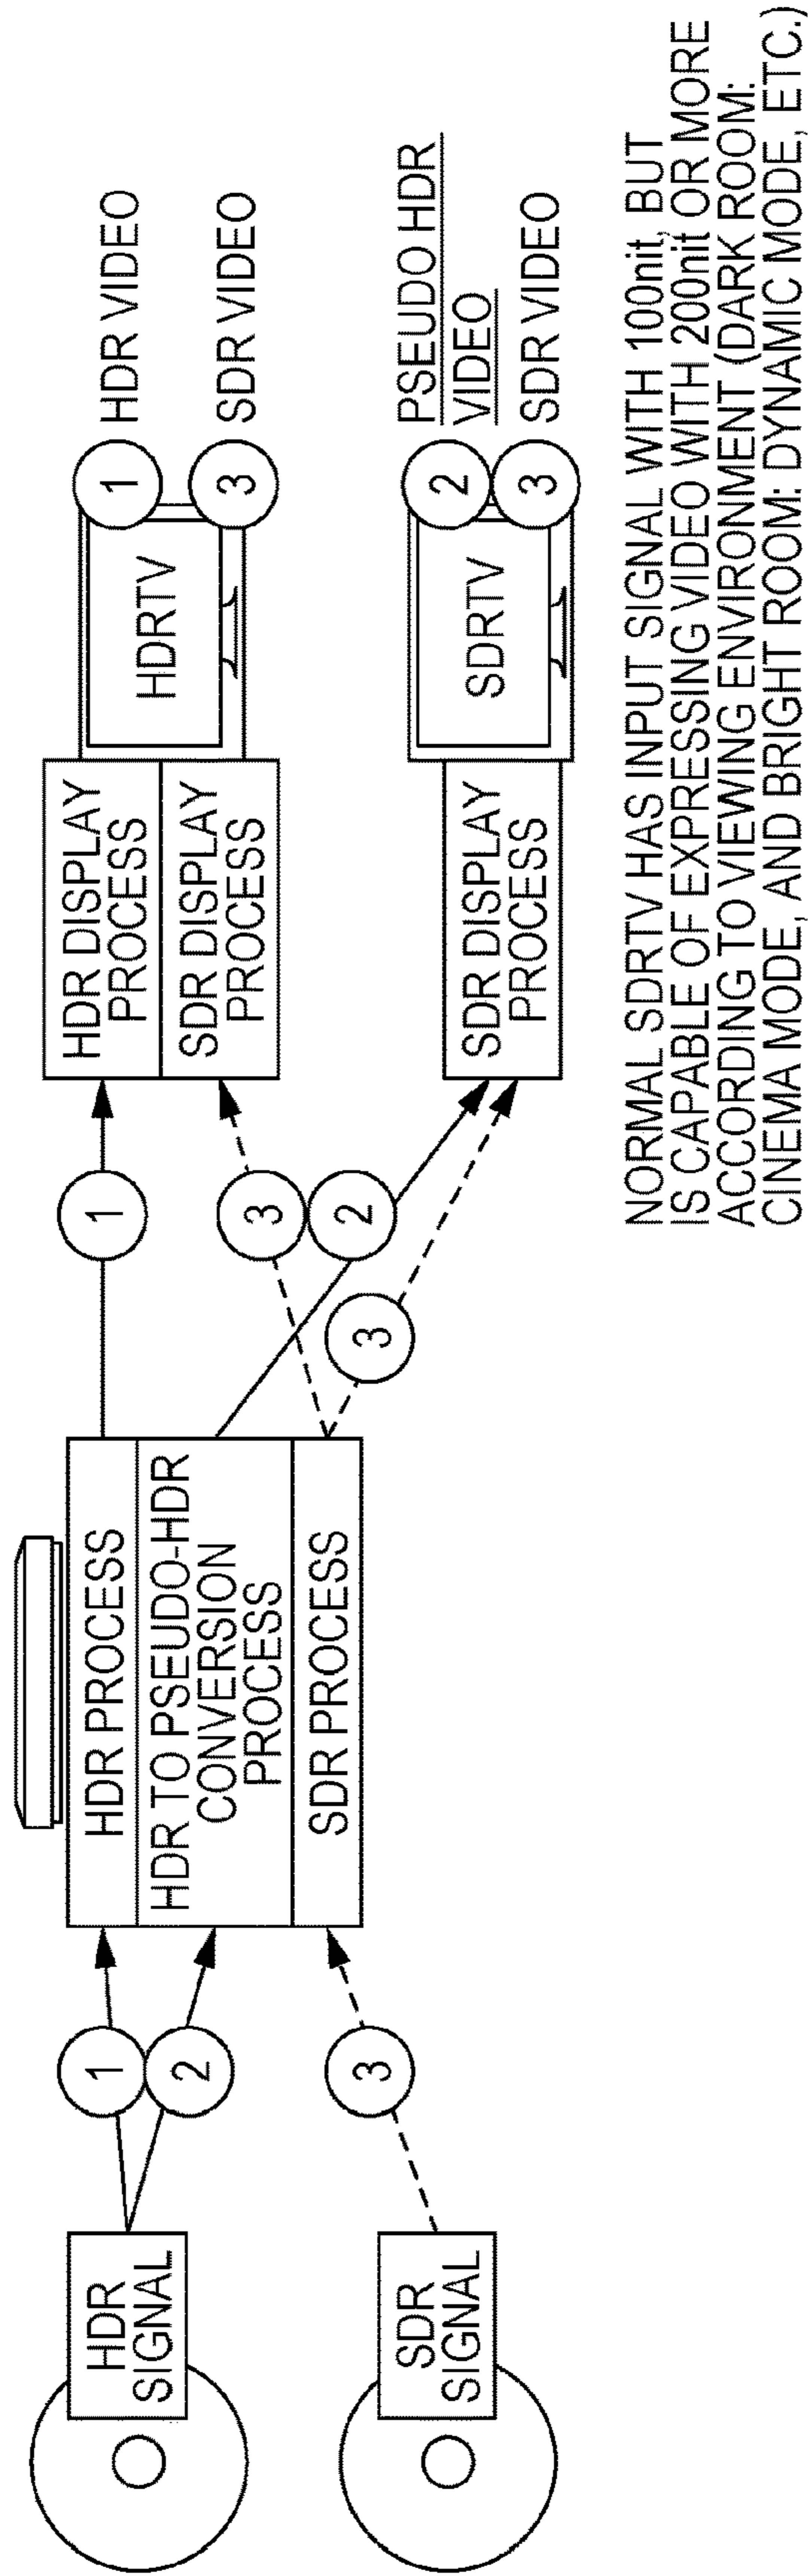 HDR
SIGNAL
SDR
SIGNAL
1
2
3
HDR PROCESS
HDR TO PSEUDO-HDR
CONVERSION
PROCESS
SDR PROCESS
1
3
2
3
HDR DISPLAY
PROCESS
SDR DISPLAY
PROCESS
SDR DISPLAY
PROCESS
HDRTV
SDRTV
1
HDR VIDEO
3
SDR VIDEO
2
PSEUDO HDR
VIDEO
3
SDR VIDEO
NORMAL SDRTV HAS INPUT SIGNAL WITH 100nit, BUT
IS CAPABLE OF EXPRESSING VIDEO WITH 200nit OR MORE
ACCORDING TO VIEWING ENVIRONMENT (DARK ROOM:
CINEMA MODE, AND BRIGHT ROOM: DYNAMIC MODE, ETC.)